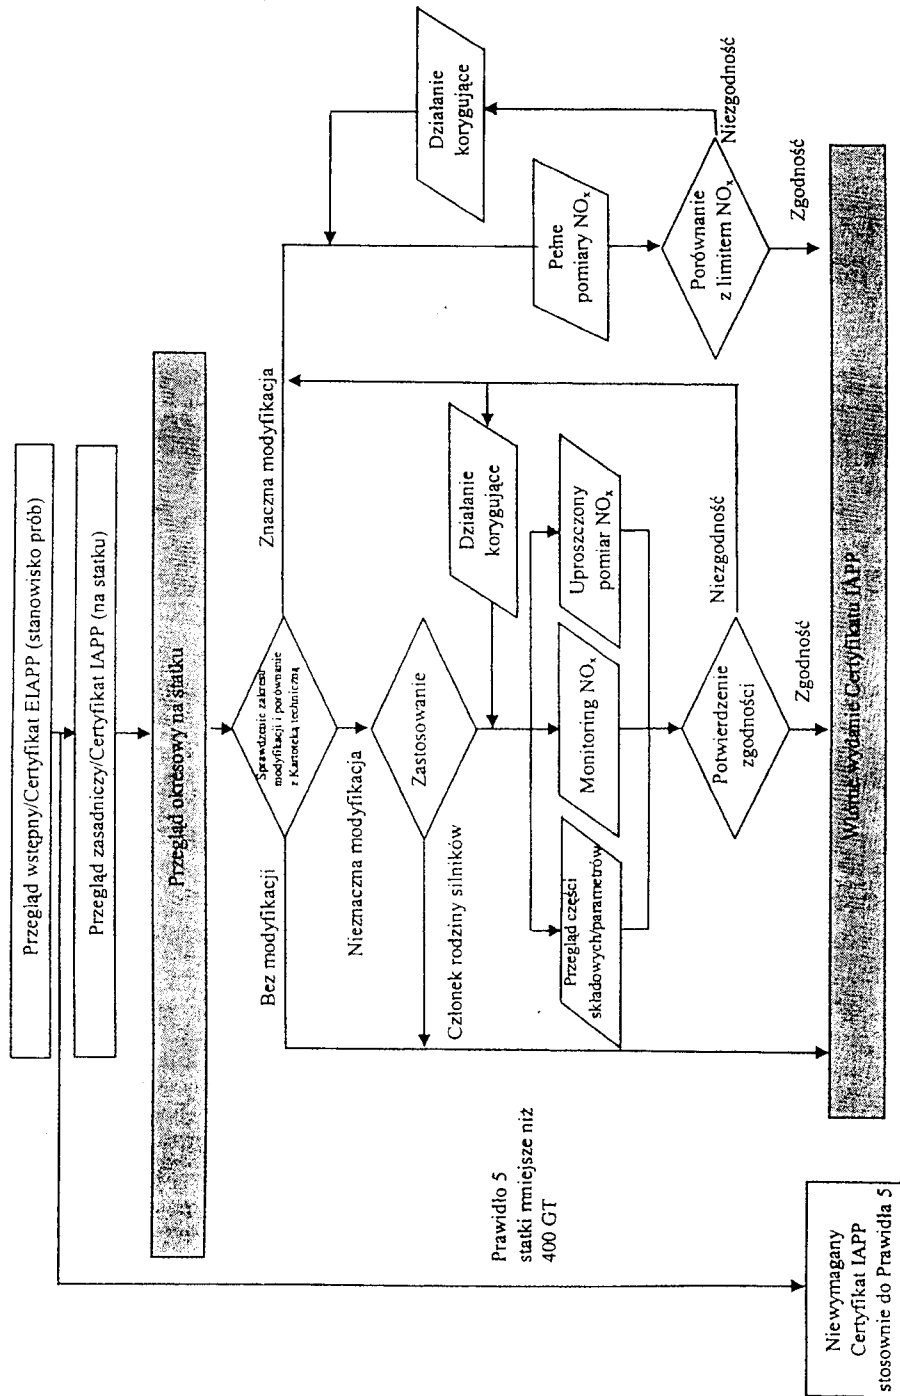 Przegląd wstępny/Certyfikat EIAPP (stanowisko prób)
Przegląd zasadniczy/Certyfikat IAPP (na statku)
Przegląd okresowy na statku
Sprawdzenie zakresu
modyfikacji i porównanie
z Kartoteką techniczną
Bez modyfikacji
Znaczna modyfikacja
Nieznaczna modyfikacja
Zastosowanie
Członek rodziny silników
Działanie
korygujące
Działanie
korygujące
Przegląd części
składowych/parametrów
Monitoring NOx
Uproszczony
pomiar NOx
Pełne
pomiary NOx
Potwierdzenie
zgodności
Niezgodność
Zgodność
Porównanie
z limitem NOx
Niezgodność
Zgodność
Prawidło 5
statki mniejsze niż
400 GT
Niewymagany
Certyfikat IAPP
stosownie do Prawidła 5
Wtórne wydanie Certyfikatu IAPP